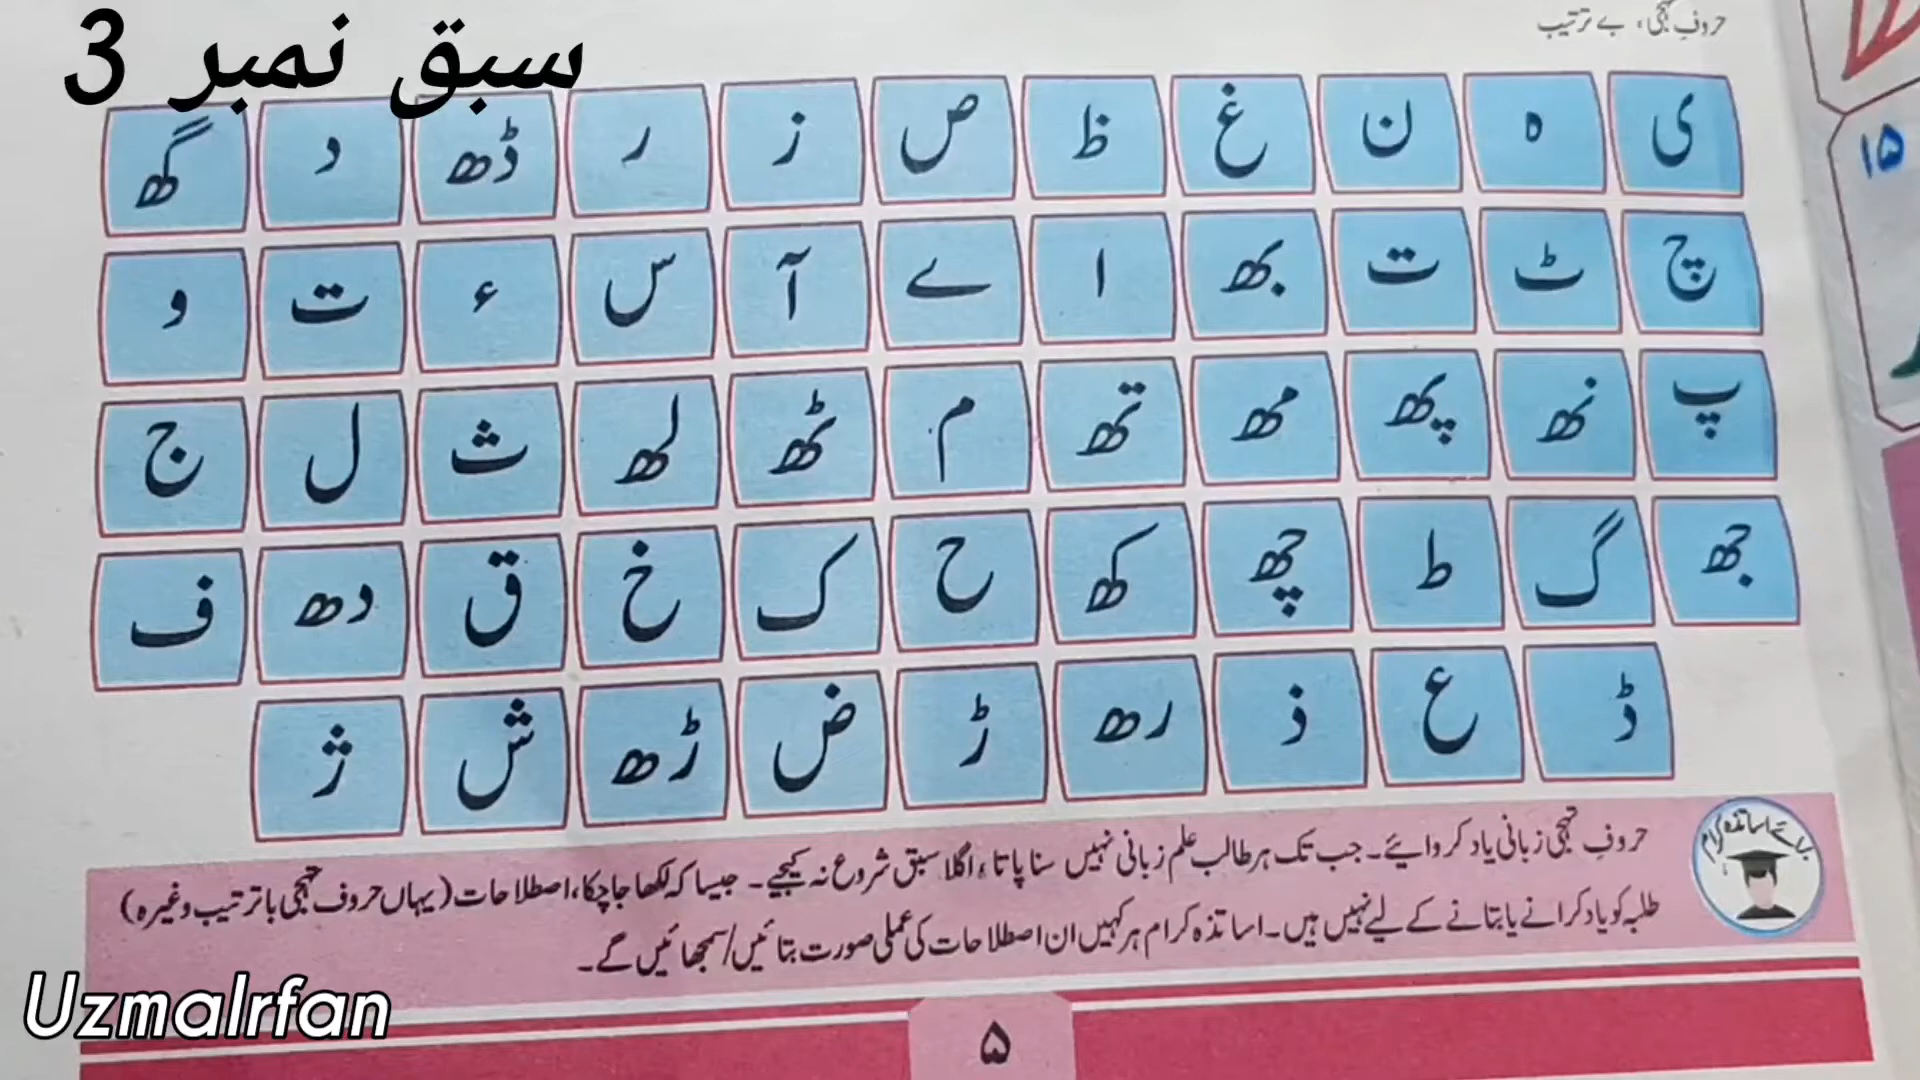 سبق نمبر 3
حروفِ تہجی، بے ترتیب
ی ہ ن غ ظ ص ز ر ڈھ د گھ
چ ٹ ت بھ ا ے آ س ء ت و
پ نھ پھ مھ تھ م ٹھ لھ ث ل ج
جھ گ ط چھ کھ ح ک خ ق دھ ف
ڈ ع ذ رھ ڑ ض ڑھ ش ژ
۱۵
برائے اساتذہ کرام
حروفِ تہجی زبانی یاد کروائیے۔ جب تک ہر طالب علم زبانی نہیں سنا پاتا، اگلا سبق شروع نہ کیجیے۔ جیسا کہ لکھا جا چکا، اصطلاحات (یہاں حروف تہجی با ترتیب وغیرہ)
طلبہ کو یاد کرانے یا بتانے کے لیے نہیں ہیں۔ اساتذہ کرام ہر کہیں ان اصطلاحات کی عملی صورت بتائیں/سمجھائیں گے۔
UzmaIrfan
۵